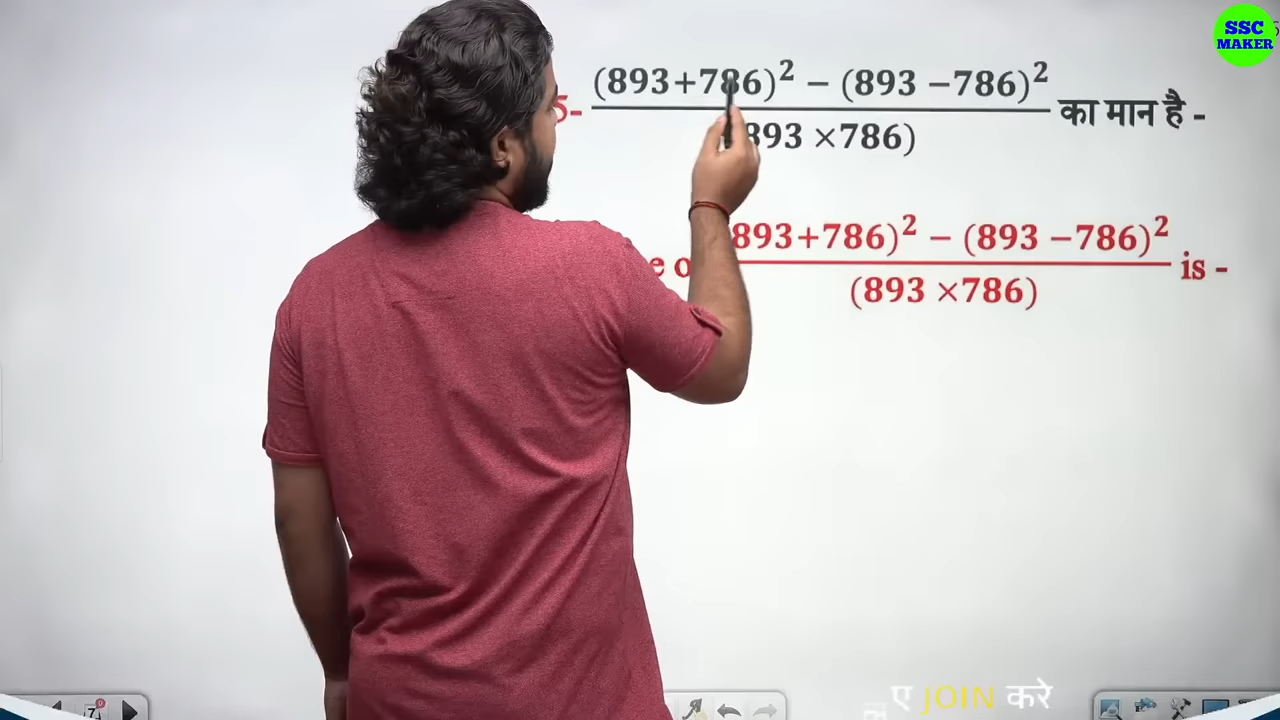 SSC
MAKER
5- (893+786)² − (893 −786)² का मान है -
893 ×786)
893+786)² − (893 −786)² is -
(893 ×786)
7
ए JOIN करे